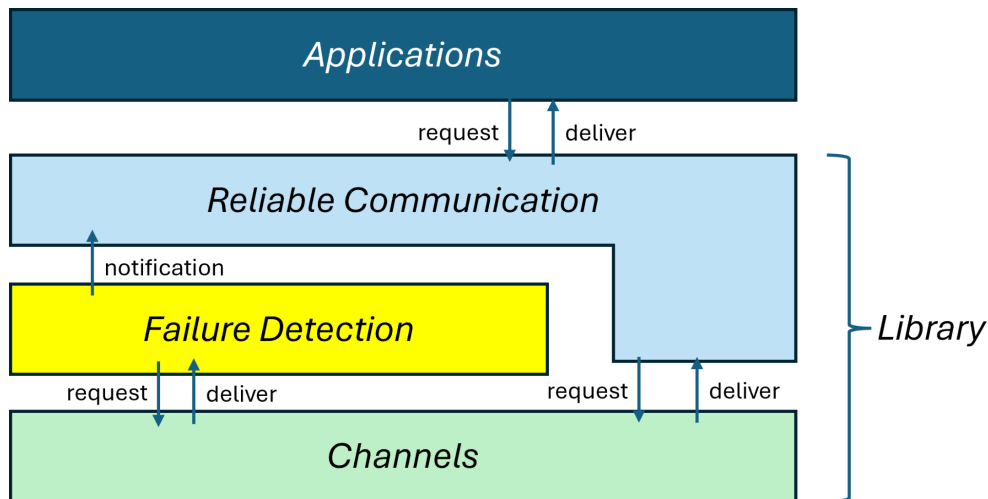 Applications
request
deliver
Reliable Communication
notification
Failure Detection
Library
request
deliver
request
deliver
Channels